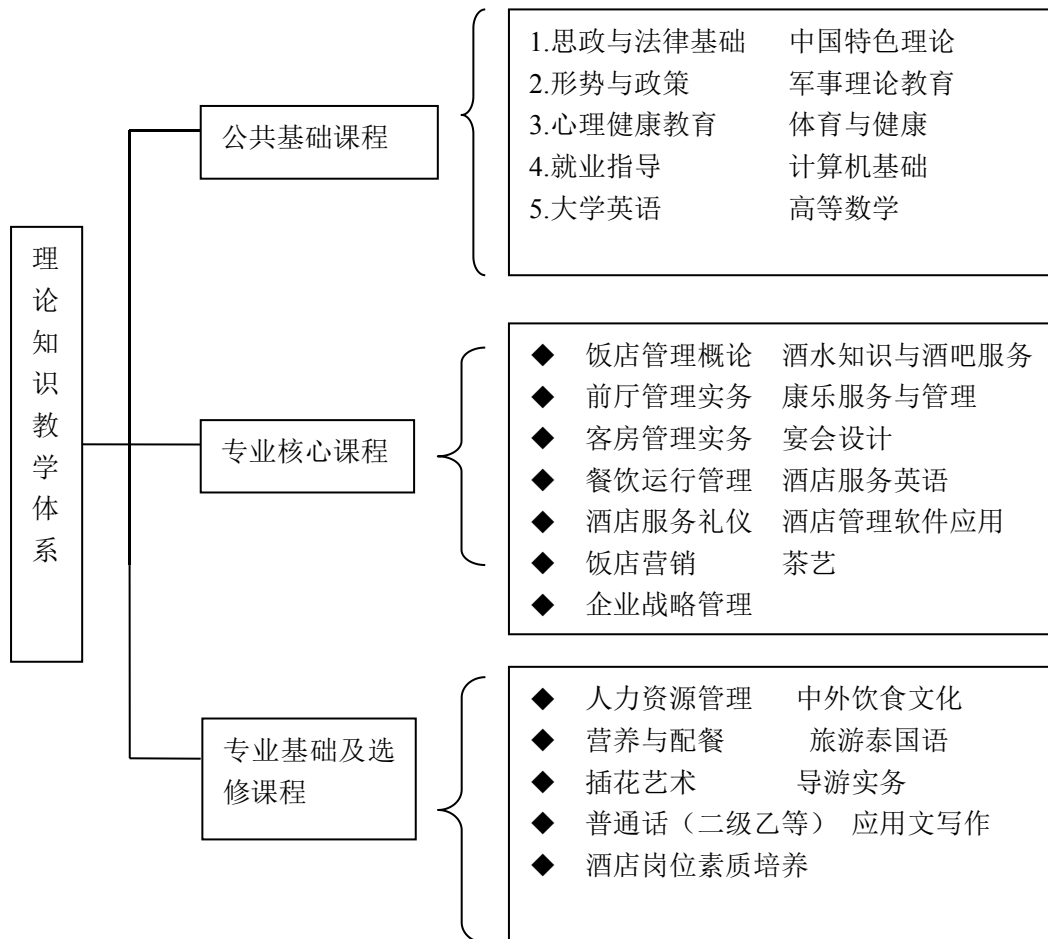 理论知识教学体系
公共基础课程
1.思政与法律基础 中国特色理论
2.形势与政策 军事理论教育
3.心理健康教育 体育与健康
4.就业指导 计算机基础
5.大学英语 高等数学
专业核心课程
◆ 饭店管理概论 酒水知识与酒吧服务
◆ 前厅管理实务 康乐服务与管理
◆ 客房管理实务 宴会设计
◆ 餐饮运行管理 酒店服务英语
◆ 酒店服务礼仪 酒店管理软件应用
◆ 饭店营销 茶艺
◆ 企业战略管理
专业基础及选
修课程
◆ 人力资源管理 中外饮食文化
◆ 营养与配餐 旅游泰国语
◆ 插花艺术 导游实务
◆ 普通话（二级乙等） 应用文写作
◆ 酒店岗位素质培养